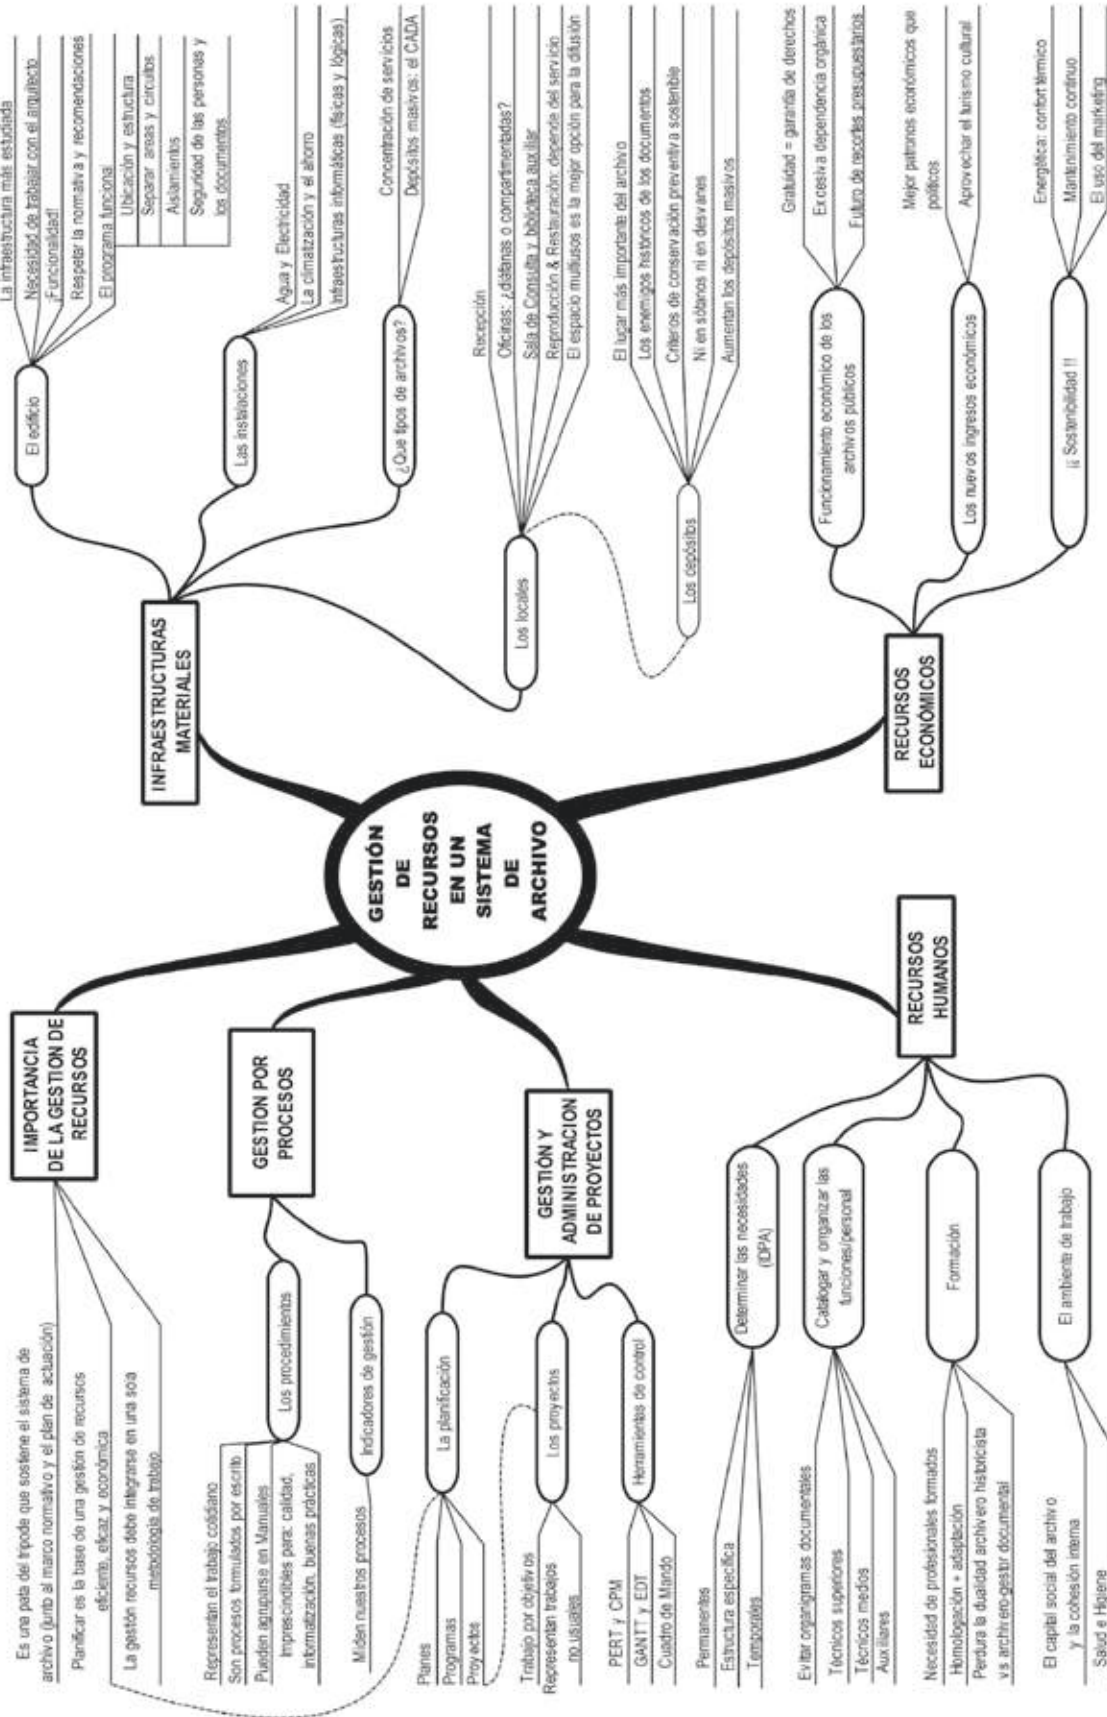 GESTIÓN
DE
RECURSOS
EN UN
SISTEMA
DE
ARCHIVO
IMPORTANCIA
DE LA GESTION DE
RECURSOS
Es una pata del trípode que sostiene el sistema de
archivo (junto al marco normativo y el plan de actuación)
Planificar es la base de una gestión de recursos
eficiente, eficaz y económica
La gestión recursos debe integrarse en una sola
metodología de trabajo
GESTION POR
PROCESOS
Los procedimientos
Representan el trabajo cotidiano
Son procesos formulados por escrito
Pueden agruparse en Manuales
Imprescindibles para: calidad,
informatización, buenas prácticas
Indicadores de gestión
Miden nuestros procesos
GESTIÓN Y
ADMINISTRACION
DE PROYECTOS
La planificación
Planes
Programas
Proyectos
Los proyectos
Trabajo por objetivos
Representan trabajos
no usuales
Herramientas de control
PERT y CPM
GANTT y EDT
Cuadro de Mando
RECURSOS
HUMANOS
Determinar las necesidades
(IDPA)
Permanentes
Estructura específica
Temporales
Catalogar y organizar las
funciones/personal
Evitar organigramas documentales
Técnicos superiores
Técnicos medios
Auxiliares
Formación
Necesidad de profesionales formados
Homologación + adaptación
Perdura la dualidad archivero historicista
vs archivero-gestor documental
El ambiente de trabajo
El capital social del archivo
y la cohesión interna
Salud e Higiene
INFRAESTRUCTURAS
MATERIALES
El edificio
La infraestructura más estudiada
Necesidad de trabajar con el arquitecto
¡Funcionalidad!
Respetar la normativa y recomendaciones
El programa funcional
Ubicación y estructura
Separar areas y circuitos
Aislamientos
Seguridad de las personas y
los documentos
Las instalaciones
Agua y Electricidad
La climatización y el ahorro
Infraestructuras informáticas (físicas y lógicas)
¿Que tipos de archivos?
Concentración de servicios
Depósitos masivos: el CADA
Los locales
Recepción
Oficinas: ¿diáfanas o compartimentadas?
Sala de Consulta y biblioteca auxiliar
Reproducción & Restauración: depende del servicio
El espacio multiusos es la mejor opción para la difusión
Los depósitos
El lugar más importante del archivo
Los enemigos históricos de los documentos
Criterios de conservación preventiva sostenible
Ni en sótanos ni en desvanes
Aumentan los depósitos masivos
RECURSOS
ECONÓMICOS
Funcionamiento económico de los
archivos públicos
Gratuidad = garantía de derechos
Excesiva dependencia orgánica
Futuro de recortes presupuestarios
Los nuevos ingresos económicos
Mejor patronos económicos que
políticos
Aprovechar el turismo cultural
¡¡ Sostenibilidad !!
Energética: confort térmico
Mantenimiento continuo
El uso del marketing